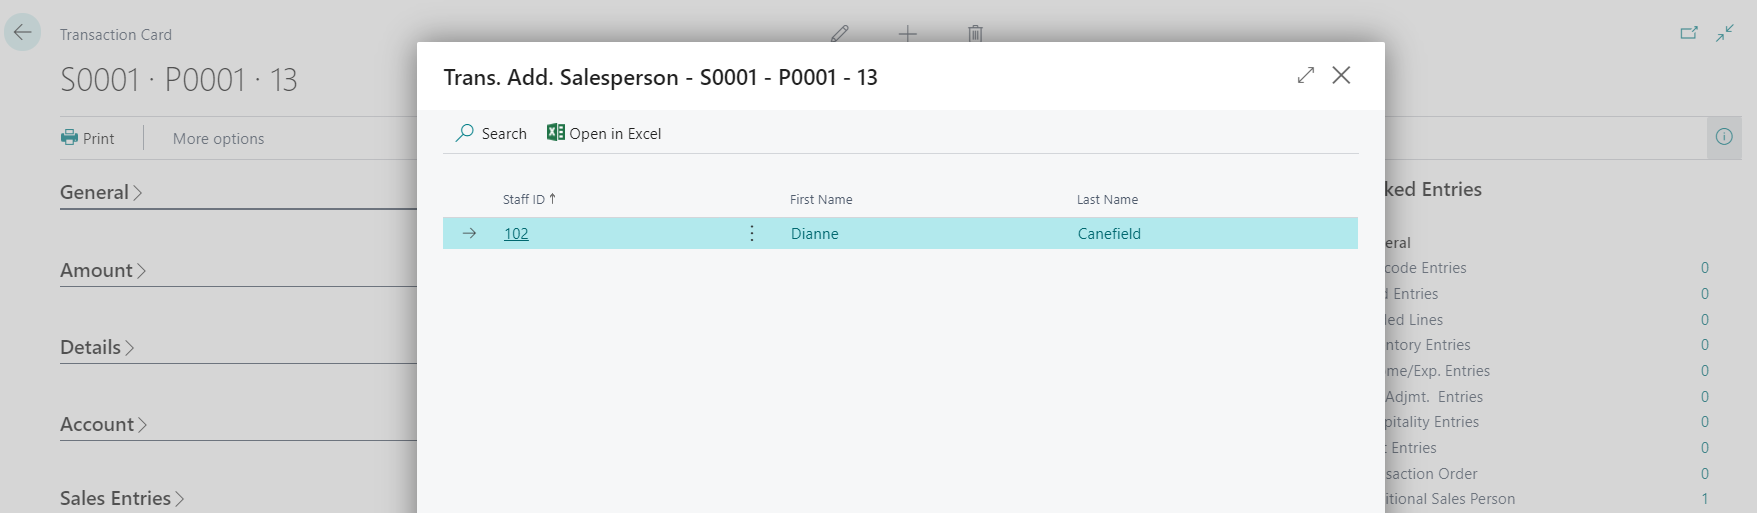 Transaction Card
S0001 · P0001 · 13
Print
More options
General
Amount
Details
Account
Sales Entries
Trans. Add. Salesperson - S0001 - P0001 - 13
Search
Open in Excel
Staff ID ↑
First Name
Last Name
102
Dianne
Canefield
ked Entries
eral
code Entries 0
Entries 0
led Lines 0
ntory Entries 0
me/Exp. Entries 0
Adjmt. Entries 0
pitality Entries 0
Entries 0
saction Order 0
itional Sales Person 1